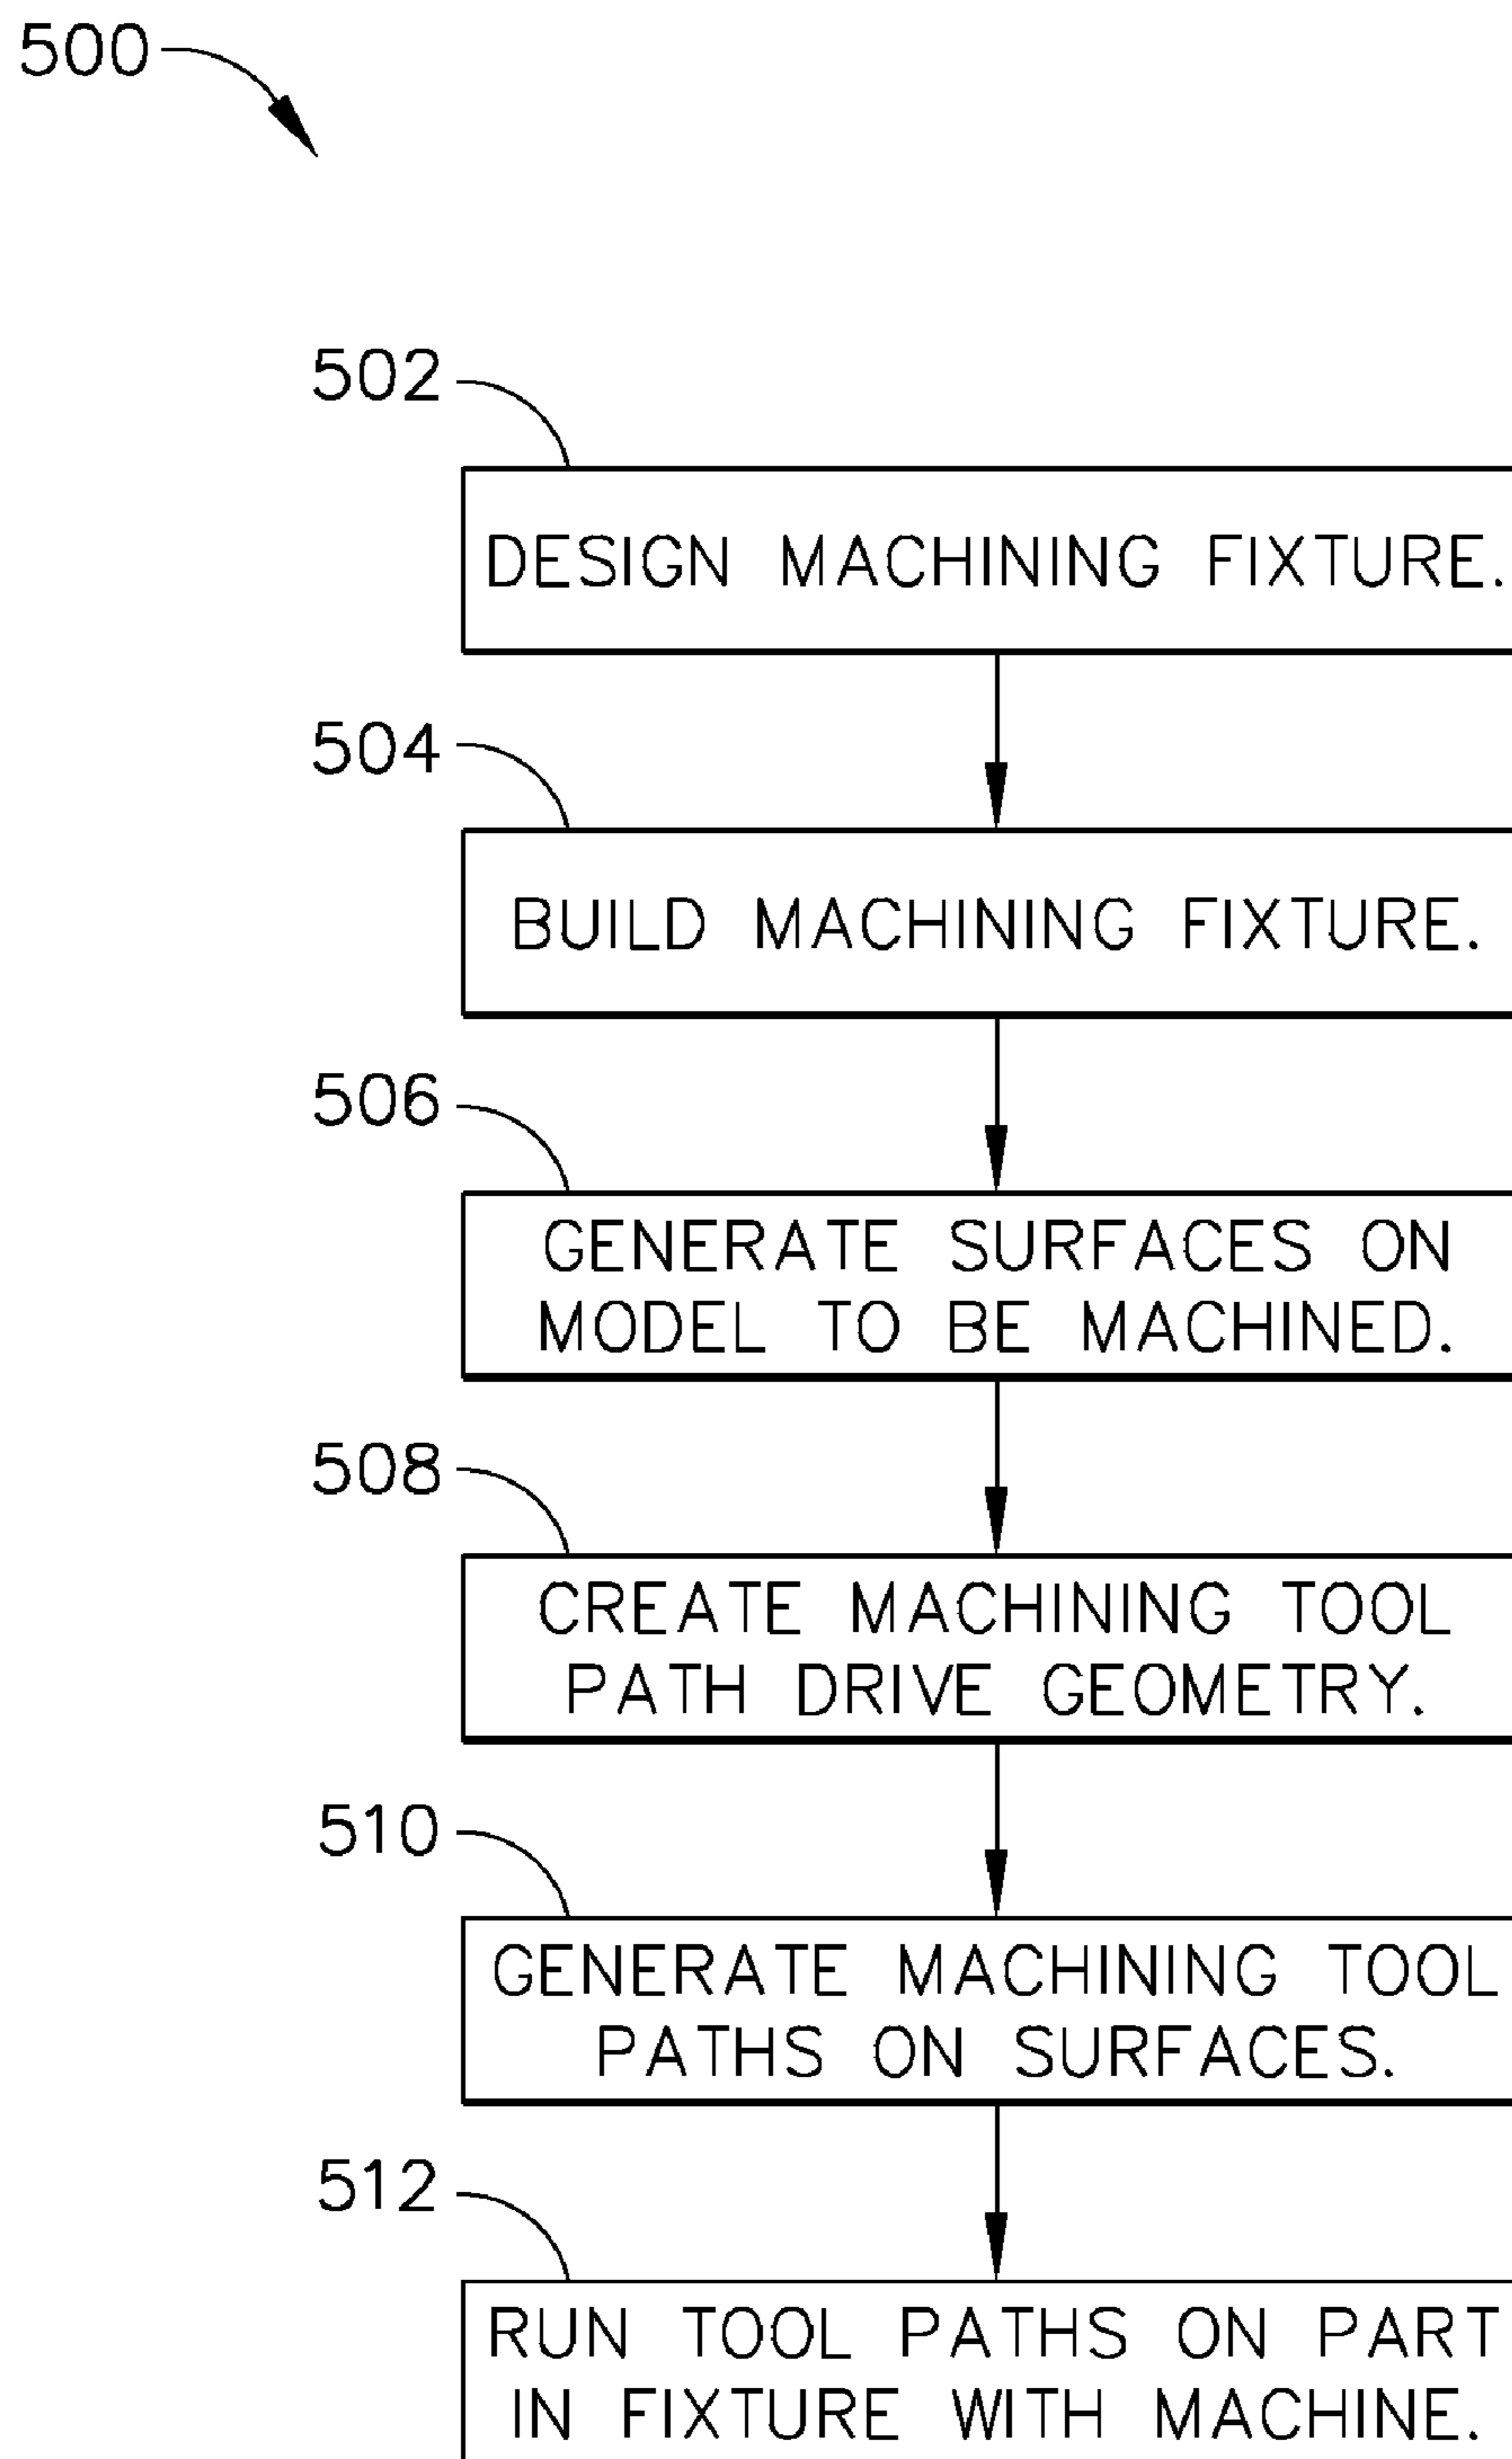 500
502
DESIGN MACHINING FIXTURE.
504
BUILD MACHINING FIXTURE.
506
GENERATE SURFACES ON
MODEL TO BE MACHINED.
508
CREATE MACHINING TOOL
PATH DRIVE GEOMETRY.
510
GENERATE MACHINING TOOL
PATHS ON SURFACES.
512
RUN TOOL PATHS ON PART
IN FIXTURE WITH MACHINE.